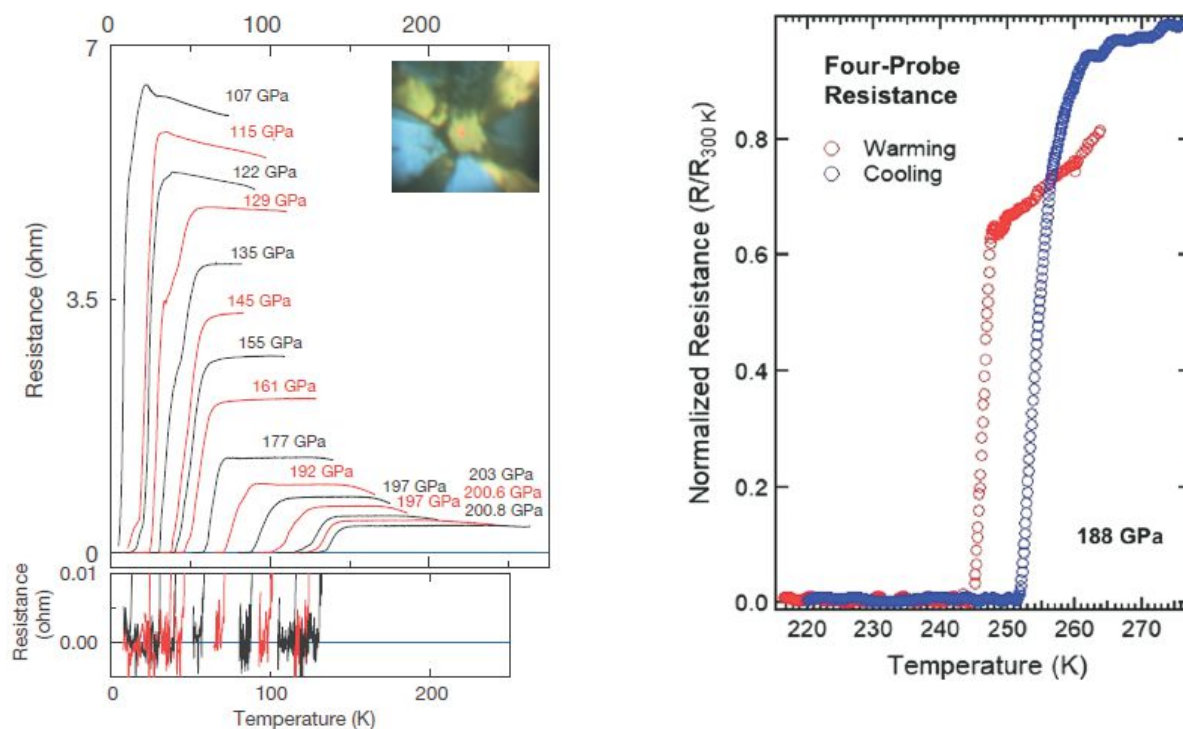 0 100 200
7
107 GPa
115 GPa
122 GPa
129 GPa
135 GPa
3.5
145 GPa
155 GPa
161 GPa
177 GPa
192 GPa
197 GPa
203 GPa
197 GPa
200.6 GPa
200.8 GPa
0
Resistance (ohm)
0.01
0.00
Resistance
(ohm)
0 100 200
Temperature (K)
Four-Probe
Resistance
Warming
Cooling
0.8
0.6
0.4
0.2
0.0
Normalized Resistance (R/R300 K)
188 GPa
220 230 240 250 260 270
Temperature (K)